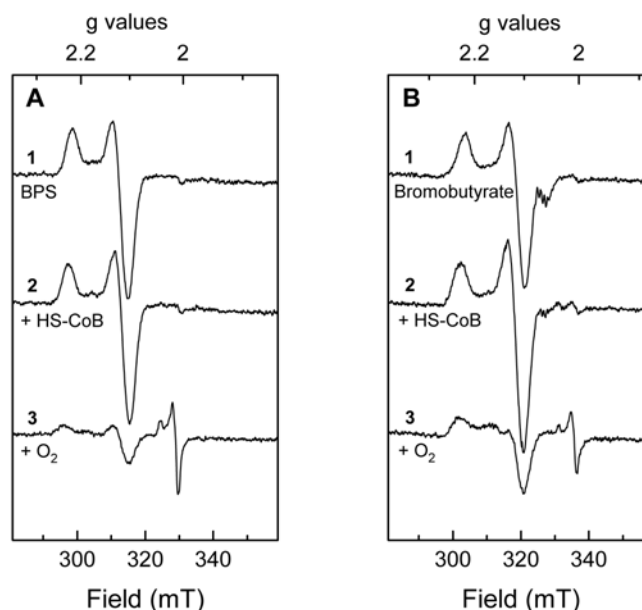 g values
2.2 2
A
1
BPS
2
+ HS-CoB
3
+ O₂
300 320 340
Field (mT)
g values
2.2 2
B
1
Bromobutyrate
2
+ HS-CoB
3
+ O₂
300 320 340
Field (mT)